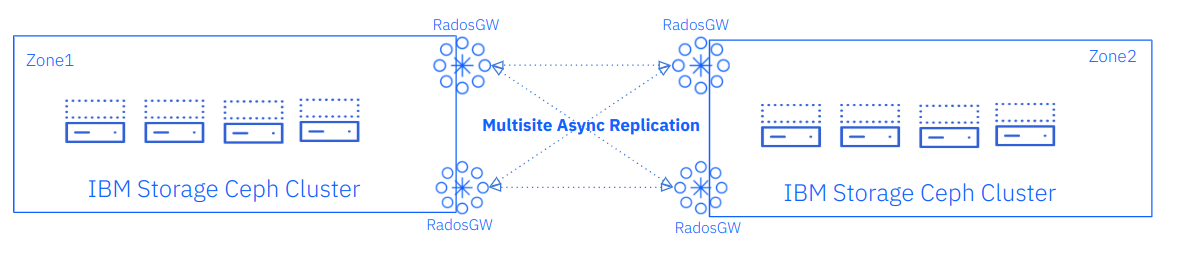 RadosGW
RadosGW
Zone1
Zone2
Multisite Async Replication
IBM Storage Ceph Cluster
IBM Storage Ceph Cluster
RadosGW
RadosGW